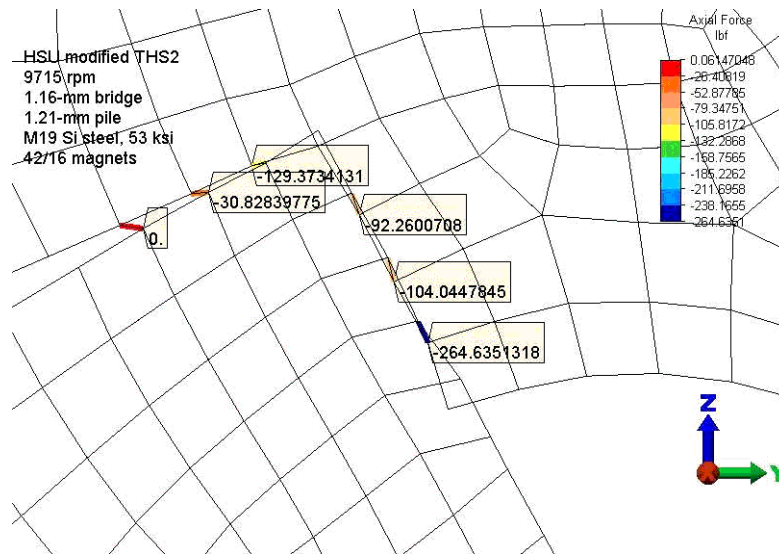 HSU modified THS2
9715 rpm
1.16-mm bridge
1.21-mm pile
M19 Si steel, 53 ksi
42/16 magnets
Axial Force
lbf
0.06147048
-26.40819
-52.87785
-79.34751
-105.8172
-132.2868
-158.7565
-185.2262
-211.6958
-238.1655
-264.6351
-129.3734131
-30.82839775
0.
-92.2600708
-104.0447845
-264.6351318
Z
Y